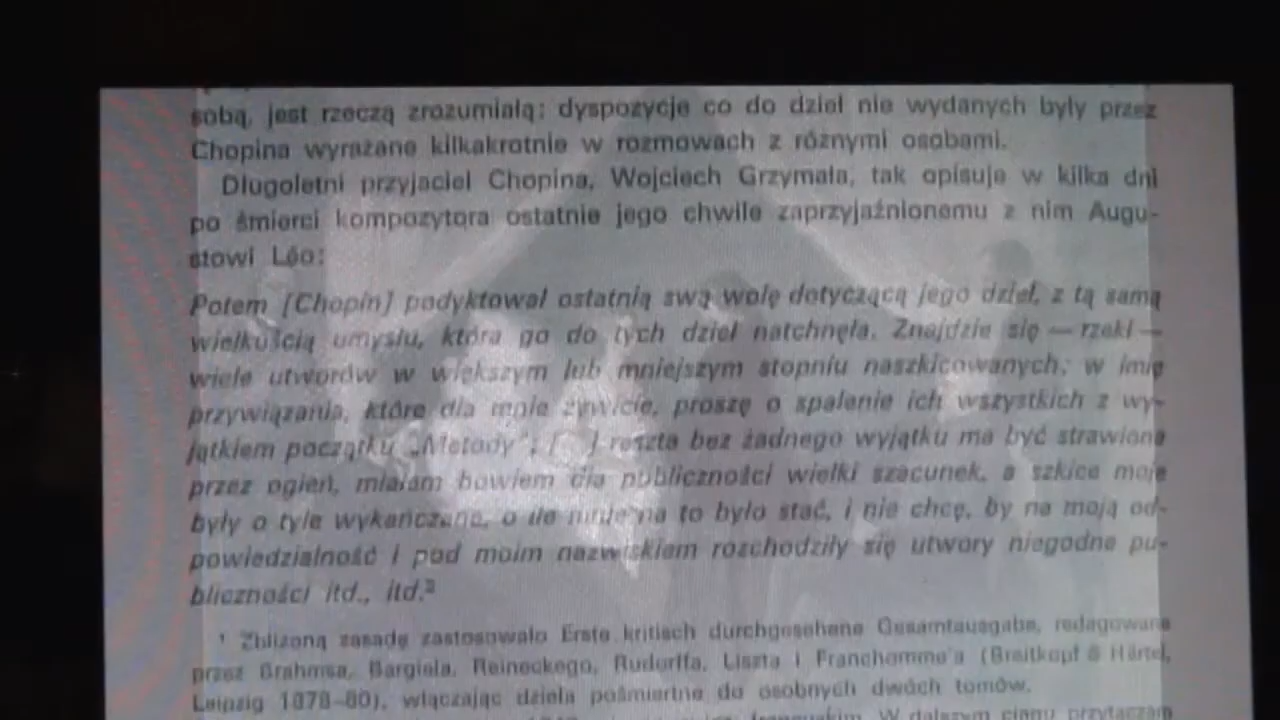 sobą, jest rzeczą zrozumiałą: dyspozycje co do dzieł nie wydanych były przez
Chopina wyrażane kilkakrotnie w rozmowach z różnymi osobami.
Długoletni przyjaciel Chopina, Wojciech Grzymała, tak opisuje w kilka dni
po śmierci kompozytora ostatnie jego chwile zaprzyjaźnionemu z nim Augu-
stowi Léo:
Potem [Chopin] podyktował ostatnią swą wolę dotyczącą jego dzieł, z tą samą
wielkością umysłu, która go do tych dzieł natchnęła. Znajdzie się — rzekł —
wiele utworów w większym lub mniejszym stopniu naszkicowanych; w imię
przywiązania, które dla mnie żywicie, proszę o spalenie ich wszystkich z wy-
jątkiem początku „Metody"; [...] reszta bez żadnego wyjątku ma być strawiona
przez ogień, miałam bowiem dla publiczności wielki szacunek, a szkice moje
były o tyle wykańczane, o ile mnie na to było stać, i nie chcę, by na moją od-
powiedzialność i pod moim nazwiskiem rozchodziły się utwory niegodne pu-
bliczności itd., itd.²
¹ Zbliżoną zasadę zastosowało Erste kritisch durchgesehene Gesamtausgabe, redagowane
przez Brahmsa, Bargiela, Reineckego, Rudorffa, Liszta i Franchomme'a (Breitkopf & Härtel,
Leipzig 1878–80), włączając dzieła pośmiertne do osobnych dwóch tomów.
W dalszym ciągu przytaczam